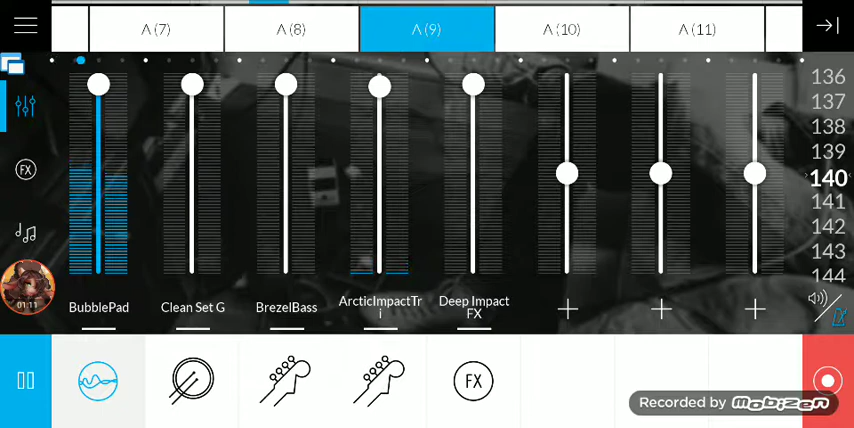 Λ (7)
Λ (8)
Λ (9)
Λ (10)
Λ (11)
136
137
138
139
140
141
142
143
144
FX
01:11
BubblePad
Clean Set G
BrezelBass
ArcticImpactTr
i
Deep Impact
FX
FX
Recorded by Mobizen